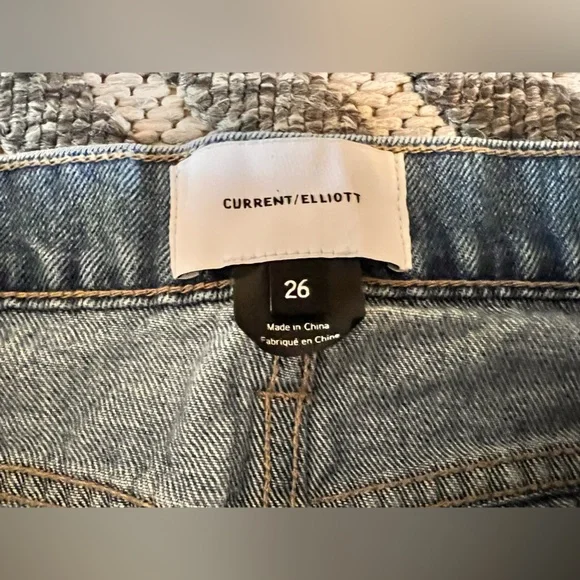 CURRENT/ELLIOTT
26
Made in China
Fabriqué en Chine